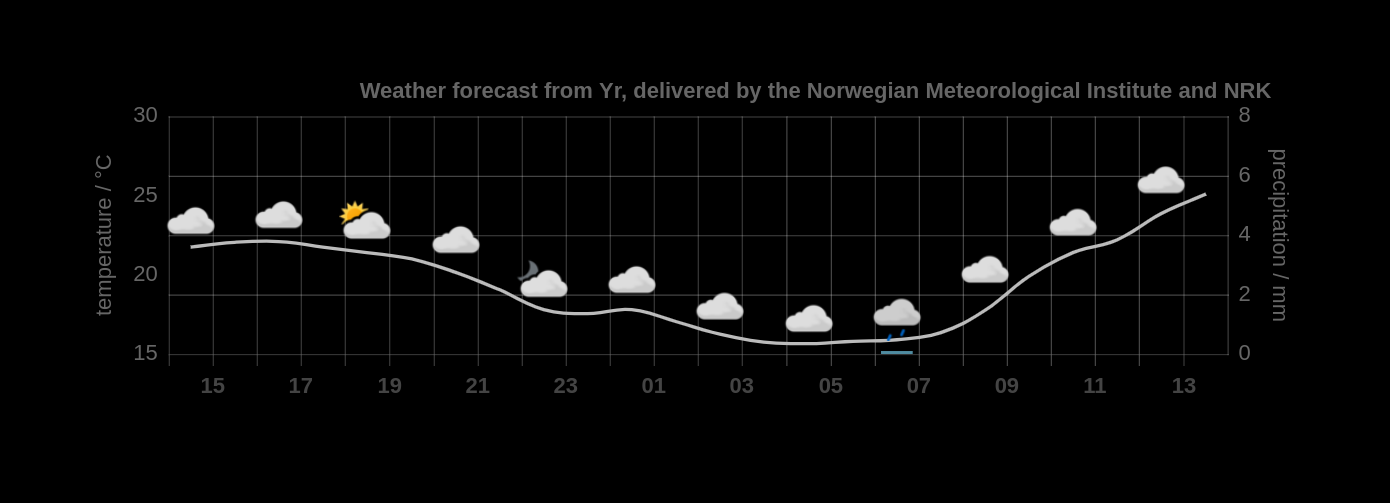 Weather forecast from Yr, delivered by the Norwegian Meteorological Institute and NRK
30
25
20
15
temperature / °C
8
6
4
2
0
precipitation / mm
15 17 19 21 23 01 03 05 07 09 11 13